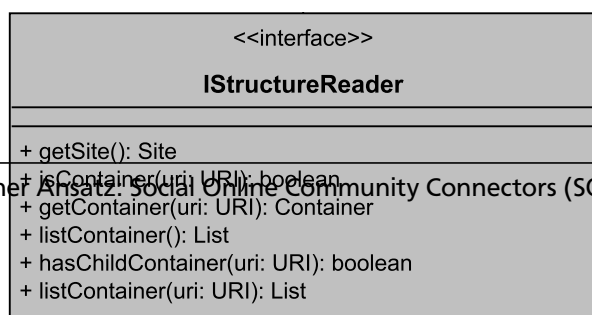 <<interface>>
IStructureReader
+ getSite(): Site
+ isContainer(uri: URI): boolean
ner Ansatz: Social Online Community Connectors (SO
+ getContainer(uri: URI): Container
+ listContainer(): List
+ hasChildContainer(uri: URI): boolean
+ listContainer(uri: URI): List